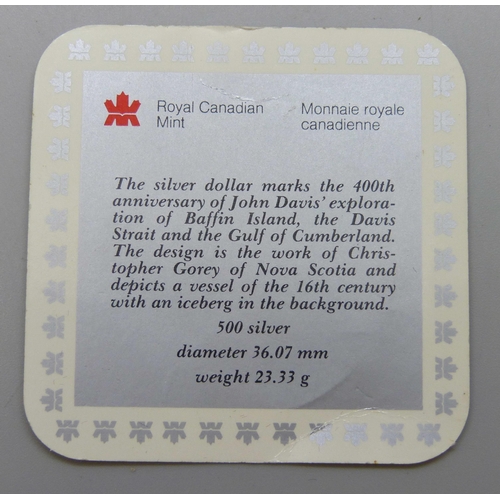 Royal Canadian
Mint
Monnaie royale
canadienne
The silver dollar marks the 400th
anniversary of John Davis' explora-
tion of Baffin Island, the Davis
Strait and the Gulf of Cumberland.
The design is the work of Chris-
topher Gorey of Nova Scotia and
depicts a vessel of the 16th century
with an iceberg in the background.
500 silver
diameter 36.07 mm
weight 23.33 g